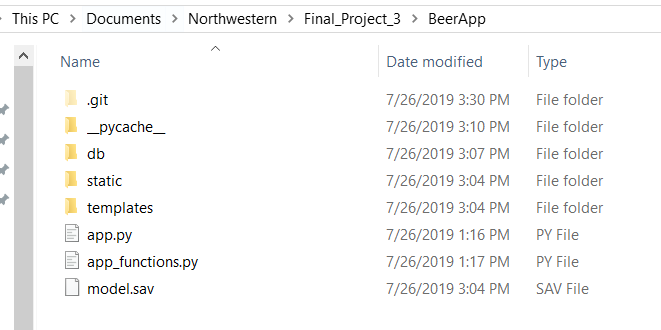 This PC > Documents > Northwestern > Final_Project_3 > BeerApp
Name Date modified Type
.git 7/26/2019 3:30 PM File folder
__pycache__ 7/26/2019 3:10 PM File folder
db 7/26/2019 3:07 PM File folder
static 7/26/2019 3:04 PM File folder
templates 7/26/2019 3:04 PM File folder
app.py 7/26/2019 1:16 PM PY File
app_functions.py 7/26/2019 1:17 PM PY File
model.sav 7/26/2019 3:04 PM SAV File